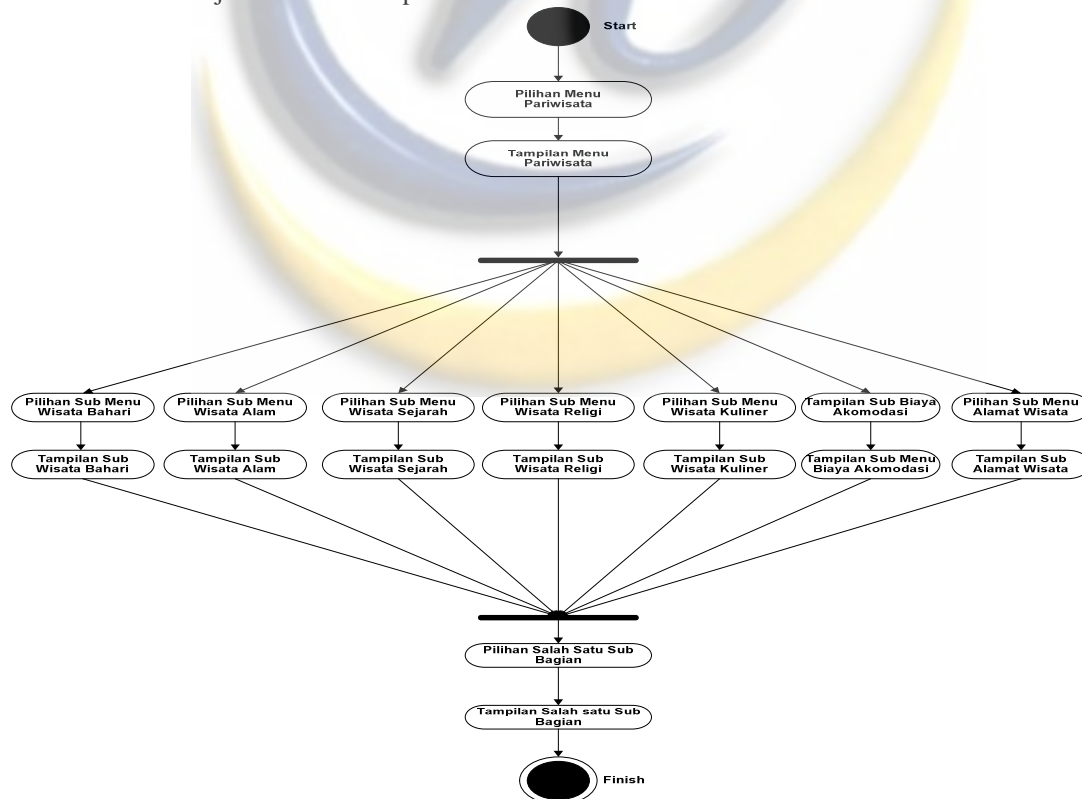 Start
Pilihan Menu
Pariwisata
Tampilan Menu
Pariwisata
Pilihan Sub Menu
Wisata Bahari
Pilihan Sub Menu
Wisata Alam
Pilihan Sub Menu
Wisata Sejarah
Pilihan Sub Menu
Wisata Religi
Pilihan Sub Menu
Wisata Kuliner
Tampilan Sub Biaya
Akomodasi
Pilihan Sub Menu
Alamat Wisata
Tampilan Sub
Wisata Bahari
Tampilan Sub
Wisata Alam
Tampilan Sub
Wisata Sejarah
Tampilan Sub
Wisata Religi
Tampilan Sub
Wisata Kuliner
Tampilan Sub Menu
Biaya Akomodasi
Tampilan Sub
Alamat Wisata
Pilihan Salah Satu Sub
Bagian
Tampilan Salah satu Sub
Bagian
Finish